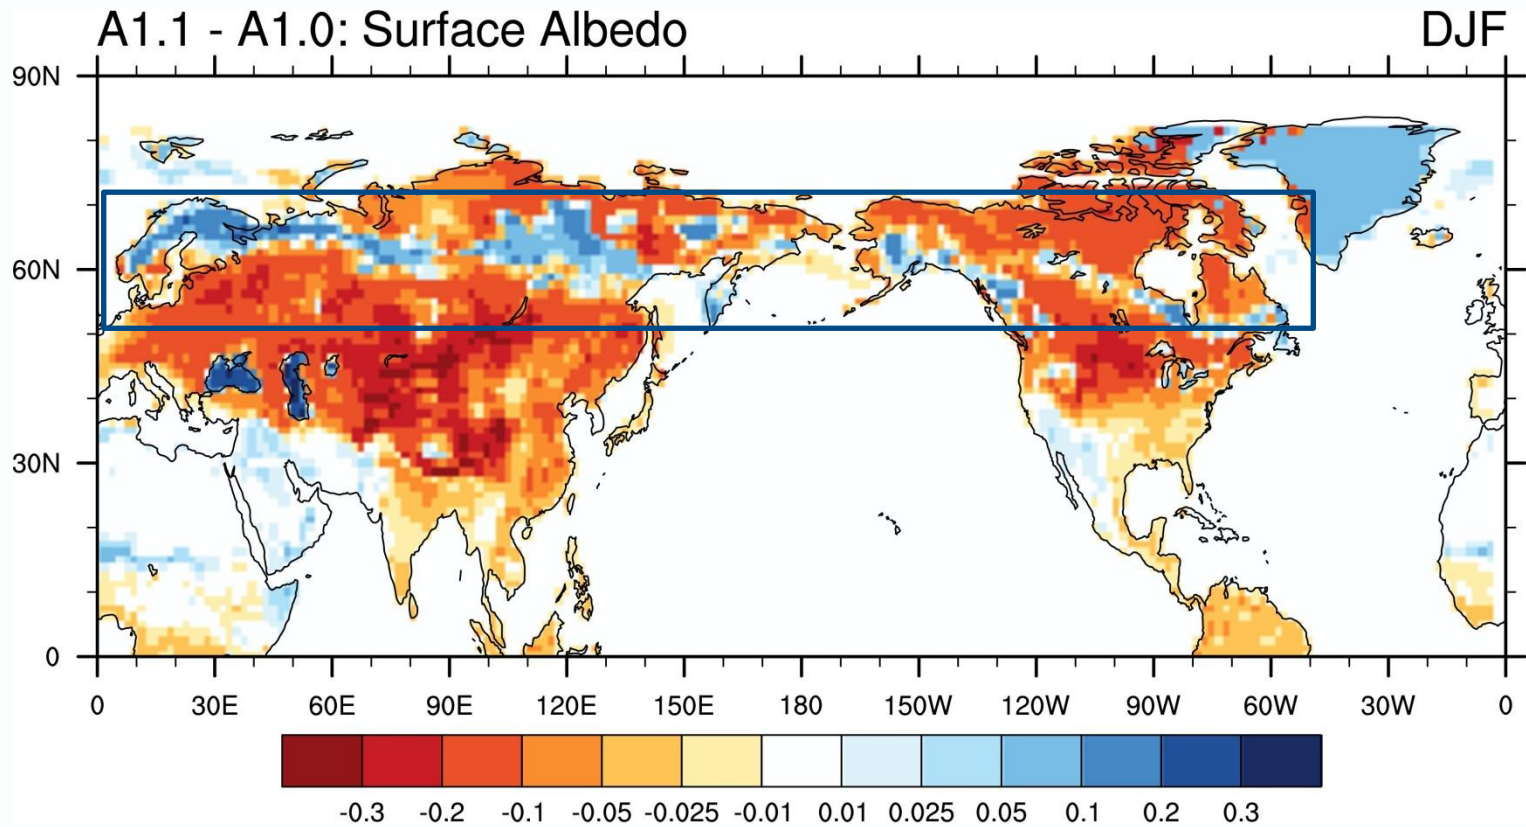 A1.1 - A1.0: Surface Albedo DJF
90N
60N
30N
0
0 30E 60E 90E 120E 150E 180 150W 120W 90W 60W 30W 0
-0.3 -0.2 -0.1 -0.05 -0.025 -0.01 0.01 0.025 0.05 0.1 0.2 0.3